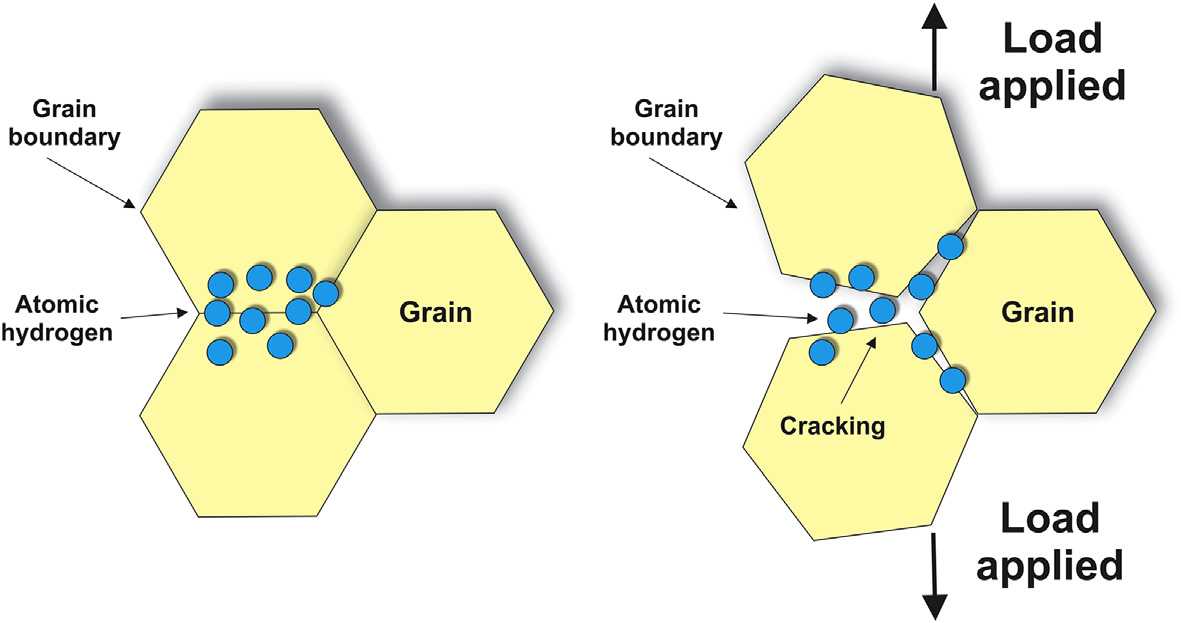 Grain
boundary
Atomic
hydrogen
Grain
Load
applied
Grain
boundary
Atomic
hydrogen
Grain
Cracking
Load
applied